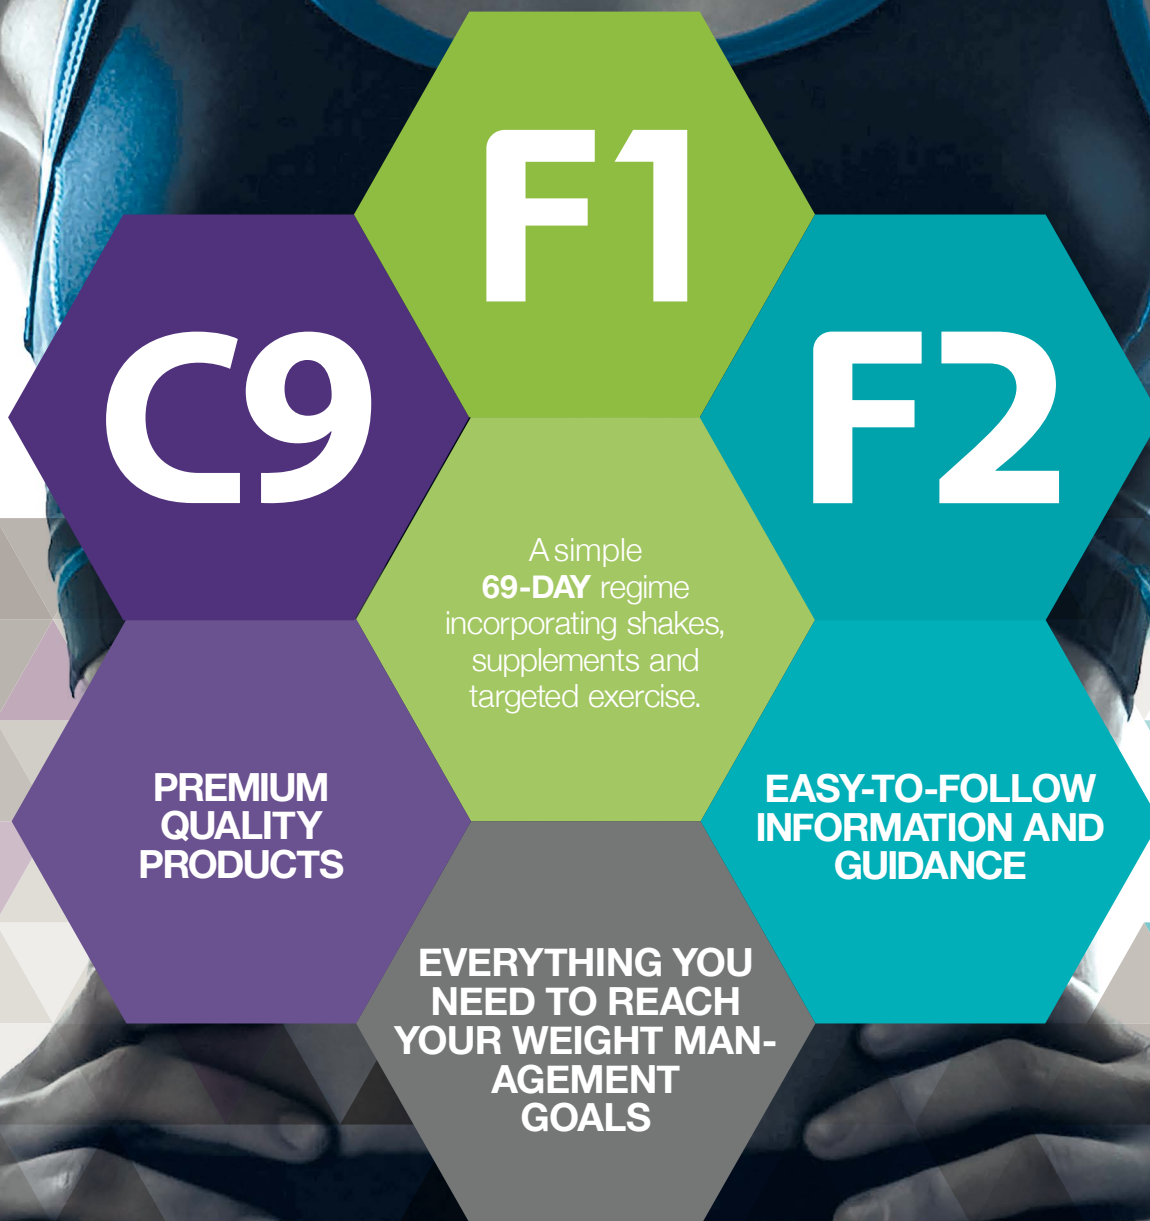 F1
C9
F2
A simple
69-DAY regime
incorporating shakes,
supplements and
targeted exercise.
PREMIUM
QUALITY
PRODUCTS
EASY-TO-FOLLOW
INFORMATION AND
GUIDANCE
EVERYTHING YOU
NEED TO REACH
YOUR WEIGHT MAN-
AGEMENT
GOALS